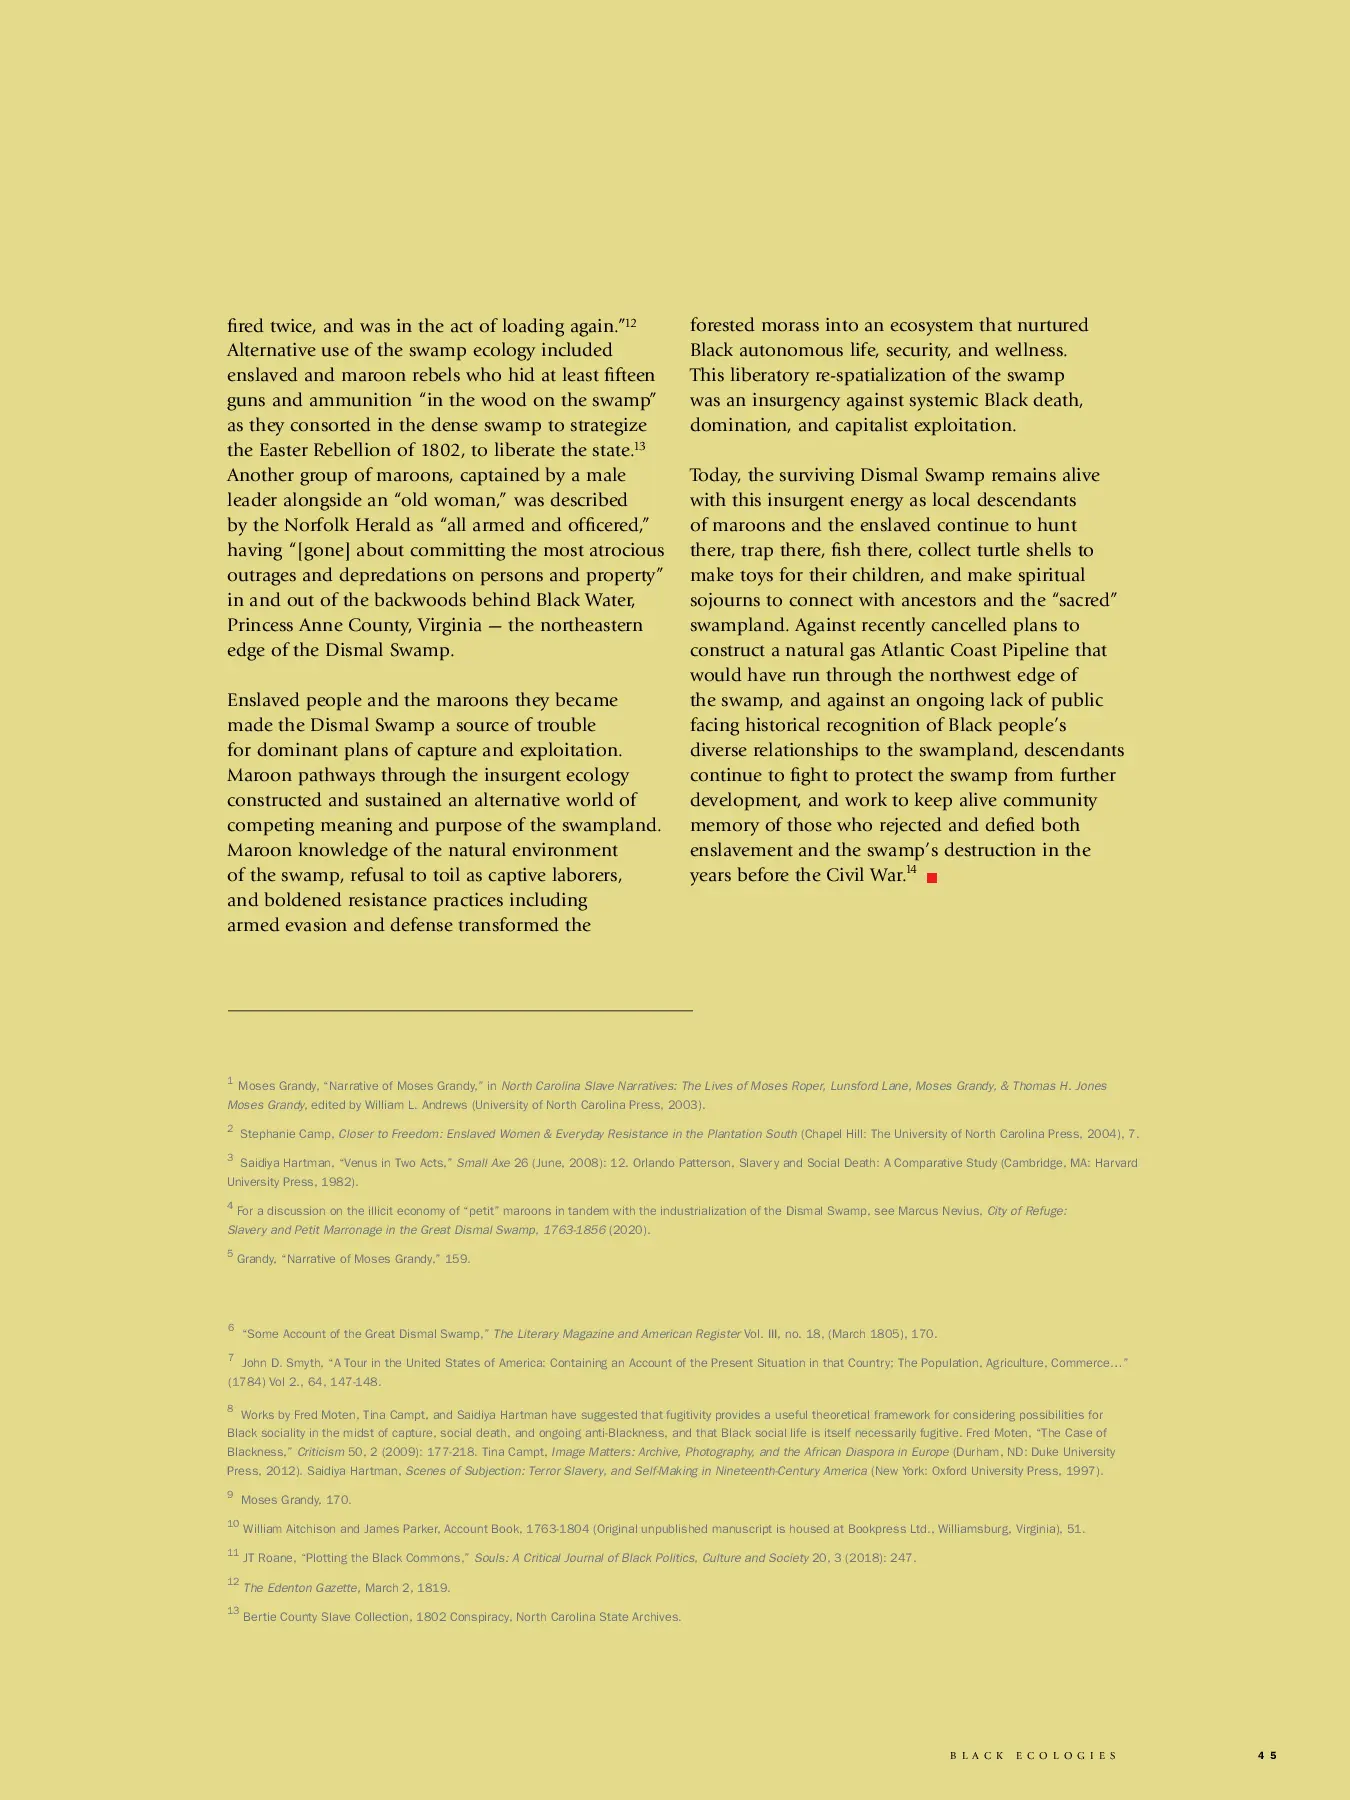 fired twice, and was in the act of loading again.”12
Alternative use of the swamp ecology included
enslaved and maroon rebels who hid at least fifteen
guns and ammunition “in the wood on the swamp”
as they consorted in the dense swamp to strategize
the Easter Rebellion of 1802, to liberate the state.13
Another group of maroons, captained by a male
leader alongside an “old woman,” was described
by the Norfolk Herald as “all armed and officered,”
having “[gone] about committing the most atrocious
outrages and depredations on persons and property”
in and out of the backwoods behind Black Water,
Princess Anne County, Virginia — the northeastern
edge of the Dismal Swamp.
Enslaved people and the maroons they became
made the Dismal Swamp a source of trouble
for dominant plans of capture and exploitation.
Maroon pathways through the insurgent ecology
constructed and sustained an alternative world of
competing meaning and purpose of the swampland.
Maroon knowledge of the natural environment
of the swamp, refusal to toil as captive laborers,
and boldened resistance practices including
armed evasion and defense transformed the
forested morass into an ecosystem that nurtured
Black autonomous life, security, and wellness.
This liberatory re-spatialization of the swamp
was an insurgency against systemic Black death,
domination, and capitalist exploitation.
Today, the surviving Dismal Swamp remains alive
with this insurgent energy as local descendants
of maroons and the enslaved continue to hunt
there, trap there, fish there, collect turtle shells to
make toys for their children, and make spiritual
sojourns to connect with ancestors and the “sacred”
swampland. Against recently cancelled plans to
construct a natural gas Atlantic Coast Pipeline that
would have run through the northwest edge of
the swamp, and against an ongoing lack of public
facing historical recognition of Black people’s
diverse relationships to the swampland, descendants
continue to fight to protect the swamp from further
development, and work to keep alive community
memory of those who rejected and defied both
enslavement and the swamp’s destruction in the
years before the Civil War.14
1 Moses Grandy, “Narrative of Moses Grandy,” in North Carolina Slave Narratives: The Lives of Moses Roper, Lunsford Lane, Moses Grandy, & Thomas H. Jones
Moses Grandy, edited by William L. Andrews (University of North Carolina Press, 2003).
2 Stephanie Camp, Closer to Freedom: Enslaved Women & Everyday Resistance in the Plantation South (Chapel Hill: The University of North Carolina Press, 2004), 7.
3 Saidiya Hartman, “Venus in Two Acts,” Small Axe 26 (June, 2008): 12. Orlando Patterson, Slavery and Social Death: A Comparative Study (Cambridge, MA: Harvard
University Press, 1982).
4 For a discussion on the illicit economy of “petit” maroons in tandem with the industrialization of the Dismal Swamp, see Marcus Nevius, City of Refuge:
Slavery and Petit Marronage in the Great Dismal Swamp, 1763-1856 (2020).
5 Grandy, “Narrative of Moses Grandy,” 159.
6 “Some Account of the Great Dismal Swamp,” The Literary Magazine and American Register Vol. III, no. 18, (March 1805), 170.
7 John D. Smyth, “A Tour in the United States of America: Containing an Account of the Present Situation in that Country; The Population, Agriculture, Commerce...”
(1784) Vol 2., 64, 147-148.
8 Works by Fred Moten, Tina Campt, and Saidiya Hartman have suggested that fugitivity provides a useful theoretical framework for considering possibilities for
Black sociality in the midst of capture, social death, and ongoing anti-Blackness, and that Black social life is itself necessarily fugitive. Fred Moten, “The Case of
Blackness,” Criticism 50, 2 (2009): 177-218. Tina Campt, Image Matters: Archive, Photography, and the African Diaspora in Europe (Durham, ND: Duke University
Press, 2012). Saidiya Hartman, Scenes of Subjection: Terror Slavery, and Self-Making in Nineteenth-Century America (New York: Oxford University Press, 1997).
9 Moses Grandy, 170.
10 William Aitchison and James Parker, Account Book, 1763-1804 (Original unpublished manuscript is housed at Bookpress Ltd., Williamsburg, Virginia), 51.
11 JT Roane, “Plotting the Black Commons,” Souls: A Critical Journal of Black Politics, Culture and Society 20, 3 (2018): 247.
12 The Edenton Gazette, March 2, 1819.
13 Bertie County Slave Collection, 1802 Conspiracy, North Carolina State Archives.
BLACK ECOLOGIES 45